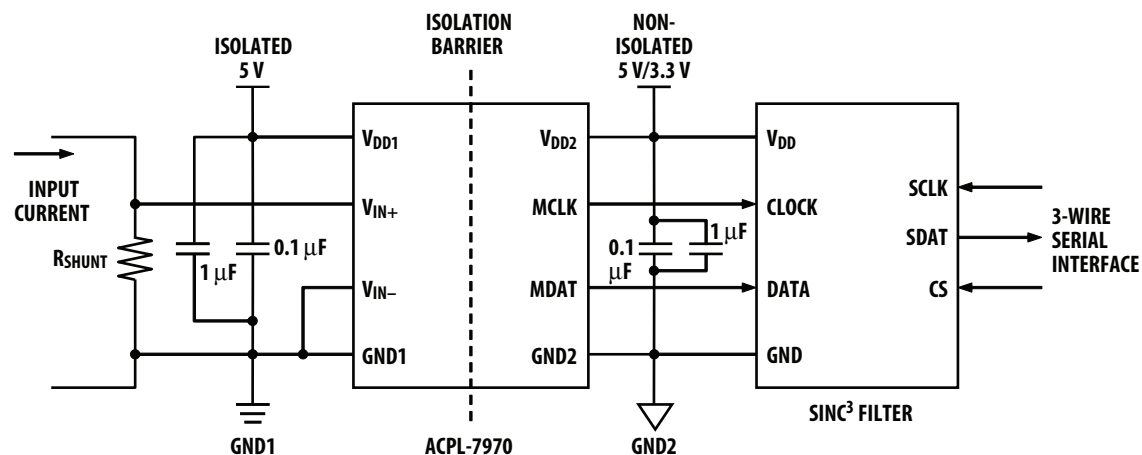 ISOLATED
5 V
ISOLATION
BARRIER
NON-
ISOLATED
5 V/3.3 V
INPUT
CURRENT
RSHUNT
1 μF
0.1 μF
VDD1
VIN+
VIN–
GND1
VDD2
MCLK
MDAT
GND2
0.1
μF
1 μF
VDD
CLOCK
DATA
GND
SCLK
SDAT
CS
3-WIRE
SERIAL
INTERFACE
GND1
ACPL-7970
GND2
SINC³ FILTER